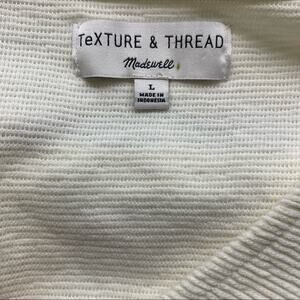 TeXTURE & THREAD
Madewell
L
MADE IN
INDONESIA